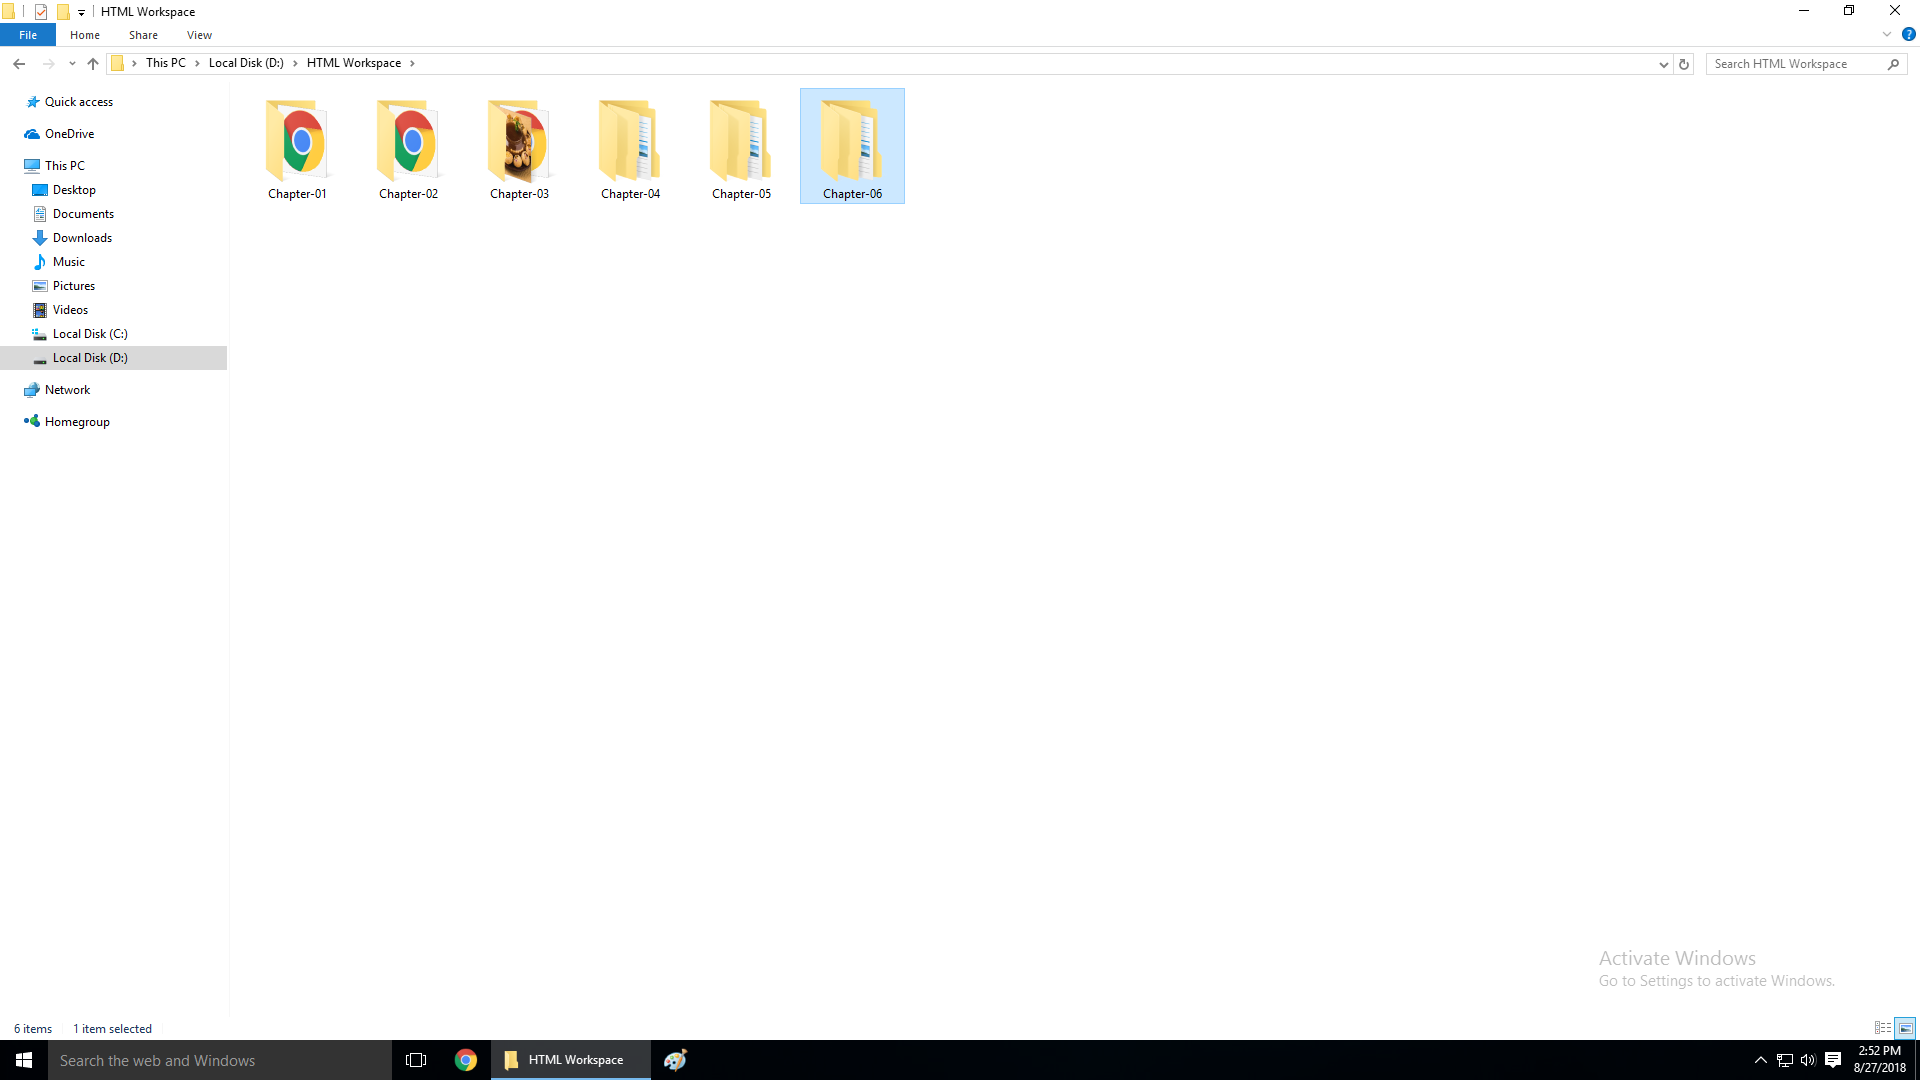 HTML Workspace
File Home Share View
This PC Local Disk (D:) HTML Workspace
Search HTML Workspace
Quick access
OneDrive
This PC
Desktop
Documents
Downloads
Music
Pictures
Videos
Local Disk (C:)
Local Disk (D:)
Network
Homegroup
Chapter-01 Chapter-02 Chapter-03 Chapter-04 Chapter-05 Chapter-06
Activate Windows
Go to Settings to activate Windows.
6 items 1 item selected
Search the web and Windows
HTML Workspace
2:52 PM
8/27/2018